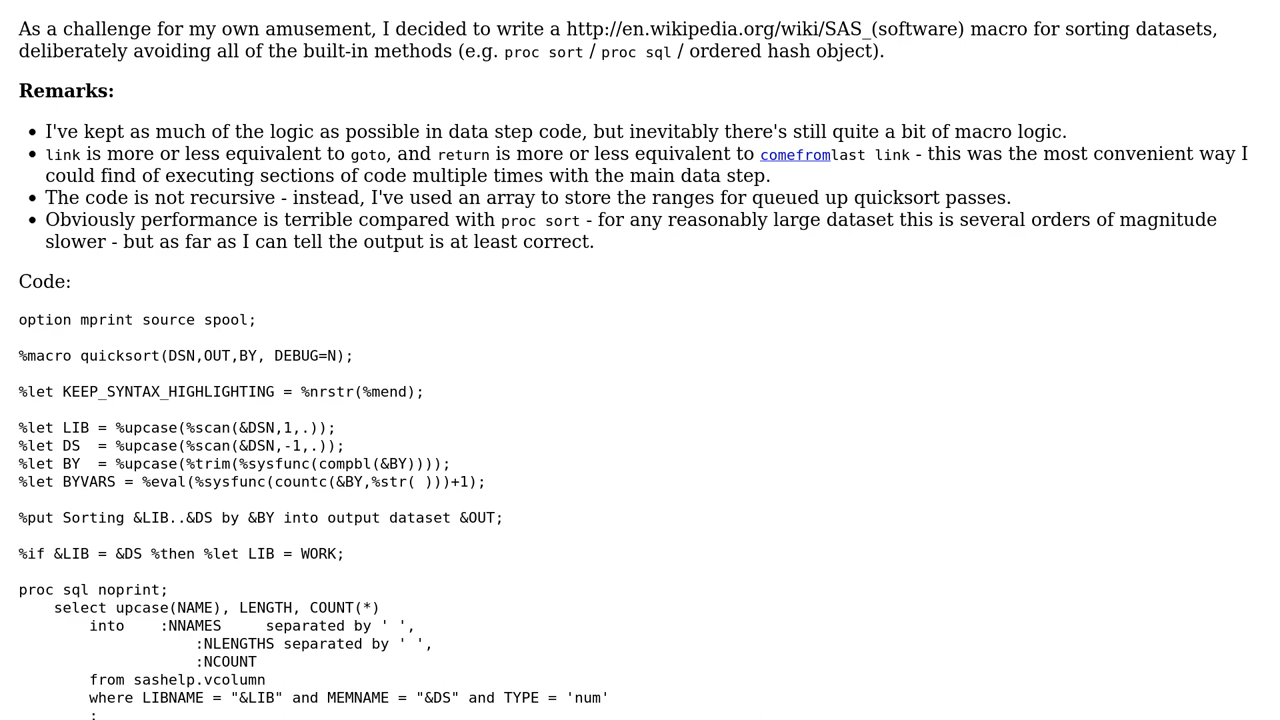 As a challenge for my own amusement, I decided to write a http://en.wikipedia.org/wiki/SAS_(software) macro for sorting datasets,
deliberately avoiding all of the built-in methods (e.g. proc sort / proc sql / ordered hash object).
Remarks:
• I've kept as much of the logic as possible in data step code, but inevitably there's still quite a bit of macro logic.
• link is more or less equivalent to goto, and return is more or less equivalent to comefromlast link - this was the most convenient way I
could find of executing sections of code multiple times with the main data step.
• The code is not recursive - instead, I've used an array to store the ranges for queued up quicksort passes.
• Obviously performance is terrible compared with proc sort - for any reasonably large dataset this is several orders of magnitude
slower - but as far as I can tell the output is at least correct.
Code:
option mprint source spool;
%macro quicksort(DSN,OUT,BY, DEBUG=N);
%let KEEP_SYNTAX_HIGHLIGHTING = %nrstr(%mend);
%let LIB = %upcase(%scan(&DSN,1,.));
%let DS  = %upcase(%scan(&DSN,-1,.));
%let BY  = %upcase(%trim(%sysfunc(compbl(&BY))));
%let BYVARS = %eval(%sysfunc(countc(&BY,%str( )))+1);
%put Sorting &LIB..&DS by &BY into output dataset &OUT;
%if &LIB = &DS %then %let LIB = WORK;
proc sql noprint;
    select upcase(NAME), LENGTH, COUNT(*)
        into    :NNAMES     separated by ' ',
                    :NLENGTHS separated by ' ',
                    :NCOUNT
        from sashelp.vcolumn
        where LIBNAME = "&LIB" and MEMNAME = "&DS" and TYPE = 'num'
        ;